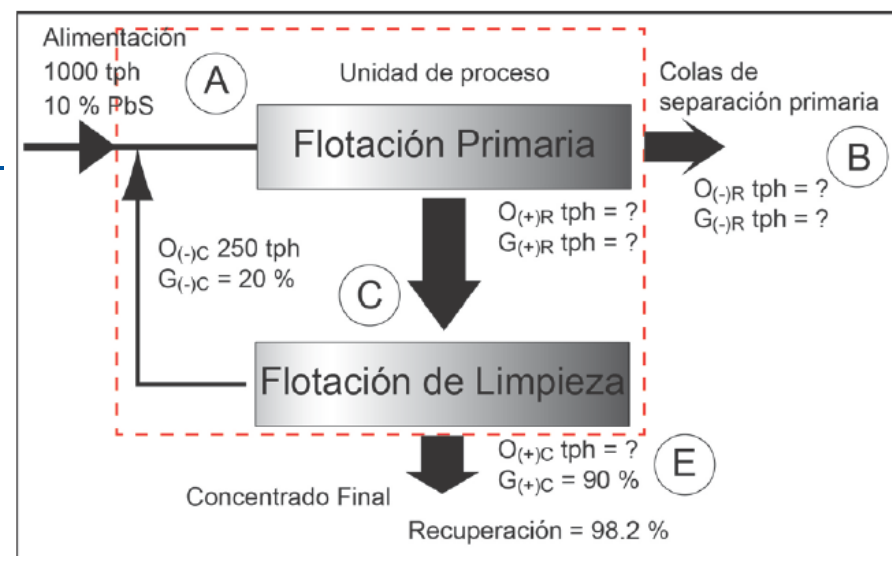 Alimentación
1000 tph
10 % PbS
A
Unidad de proceso
Flotación Primaria
Colas de
separación primaria
B
O(-)R tph = ?
G(-)R tph = ?
O(+)R tph = ?
G(+)R tph = ?
O(-)C 250 tph
G(-)C = 20 %
C
Flotación de Limpieza
O(+)C tph = ?
G(+)C = 90 %
E
Concentrado Final
Recuperación = 98.2 %